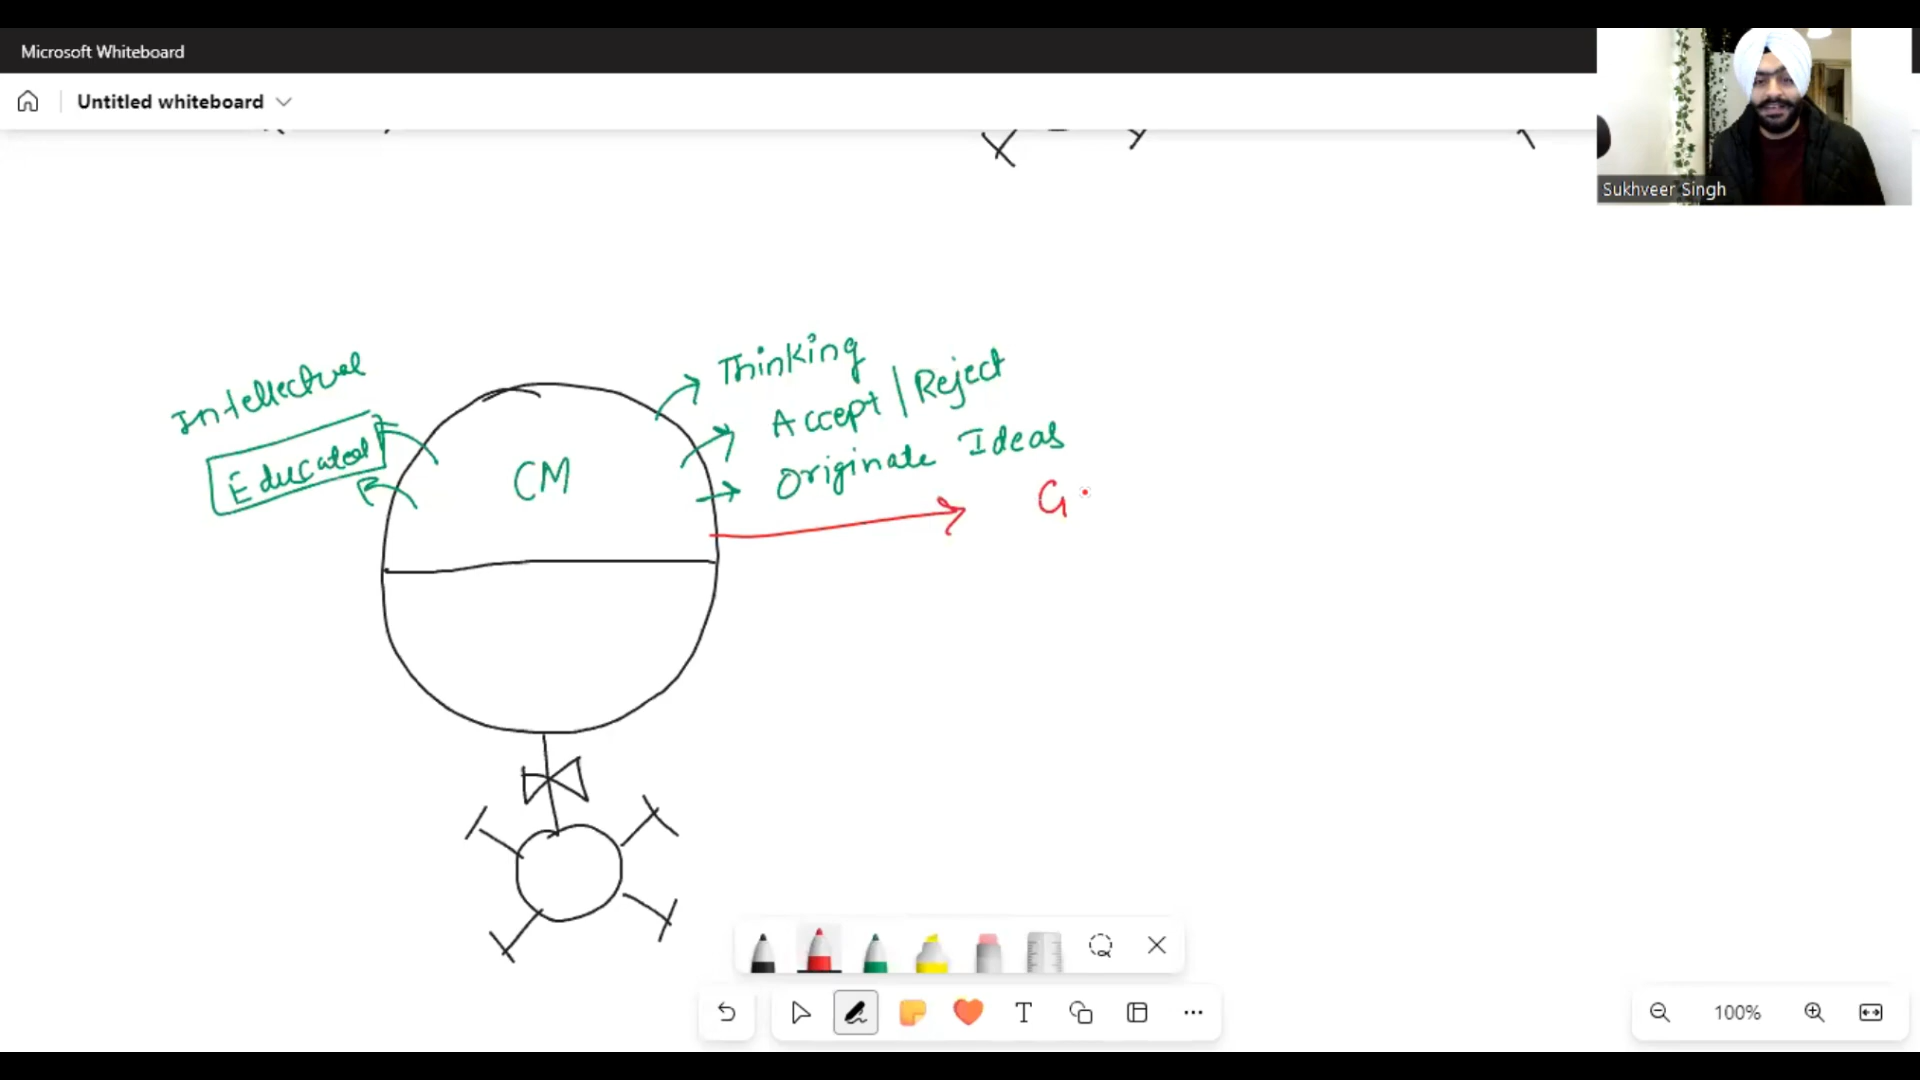 Microsoft Whiteboard
Untitled whiteboard
Sukhveer Singh
Intellectual
Educated
CM
Thinking
Accept | Reject
Originate Ideas
G
100%